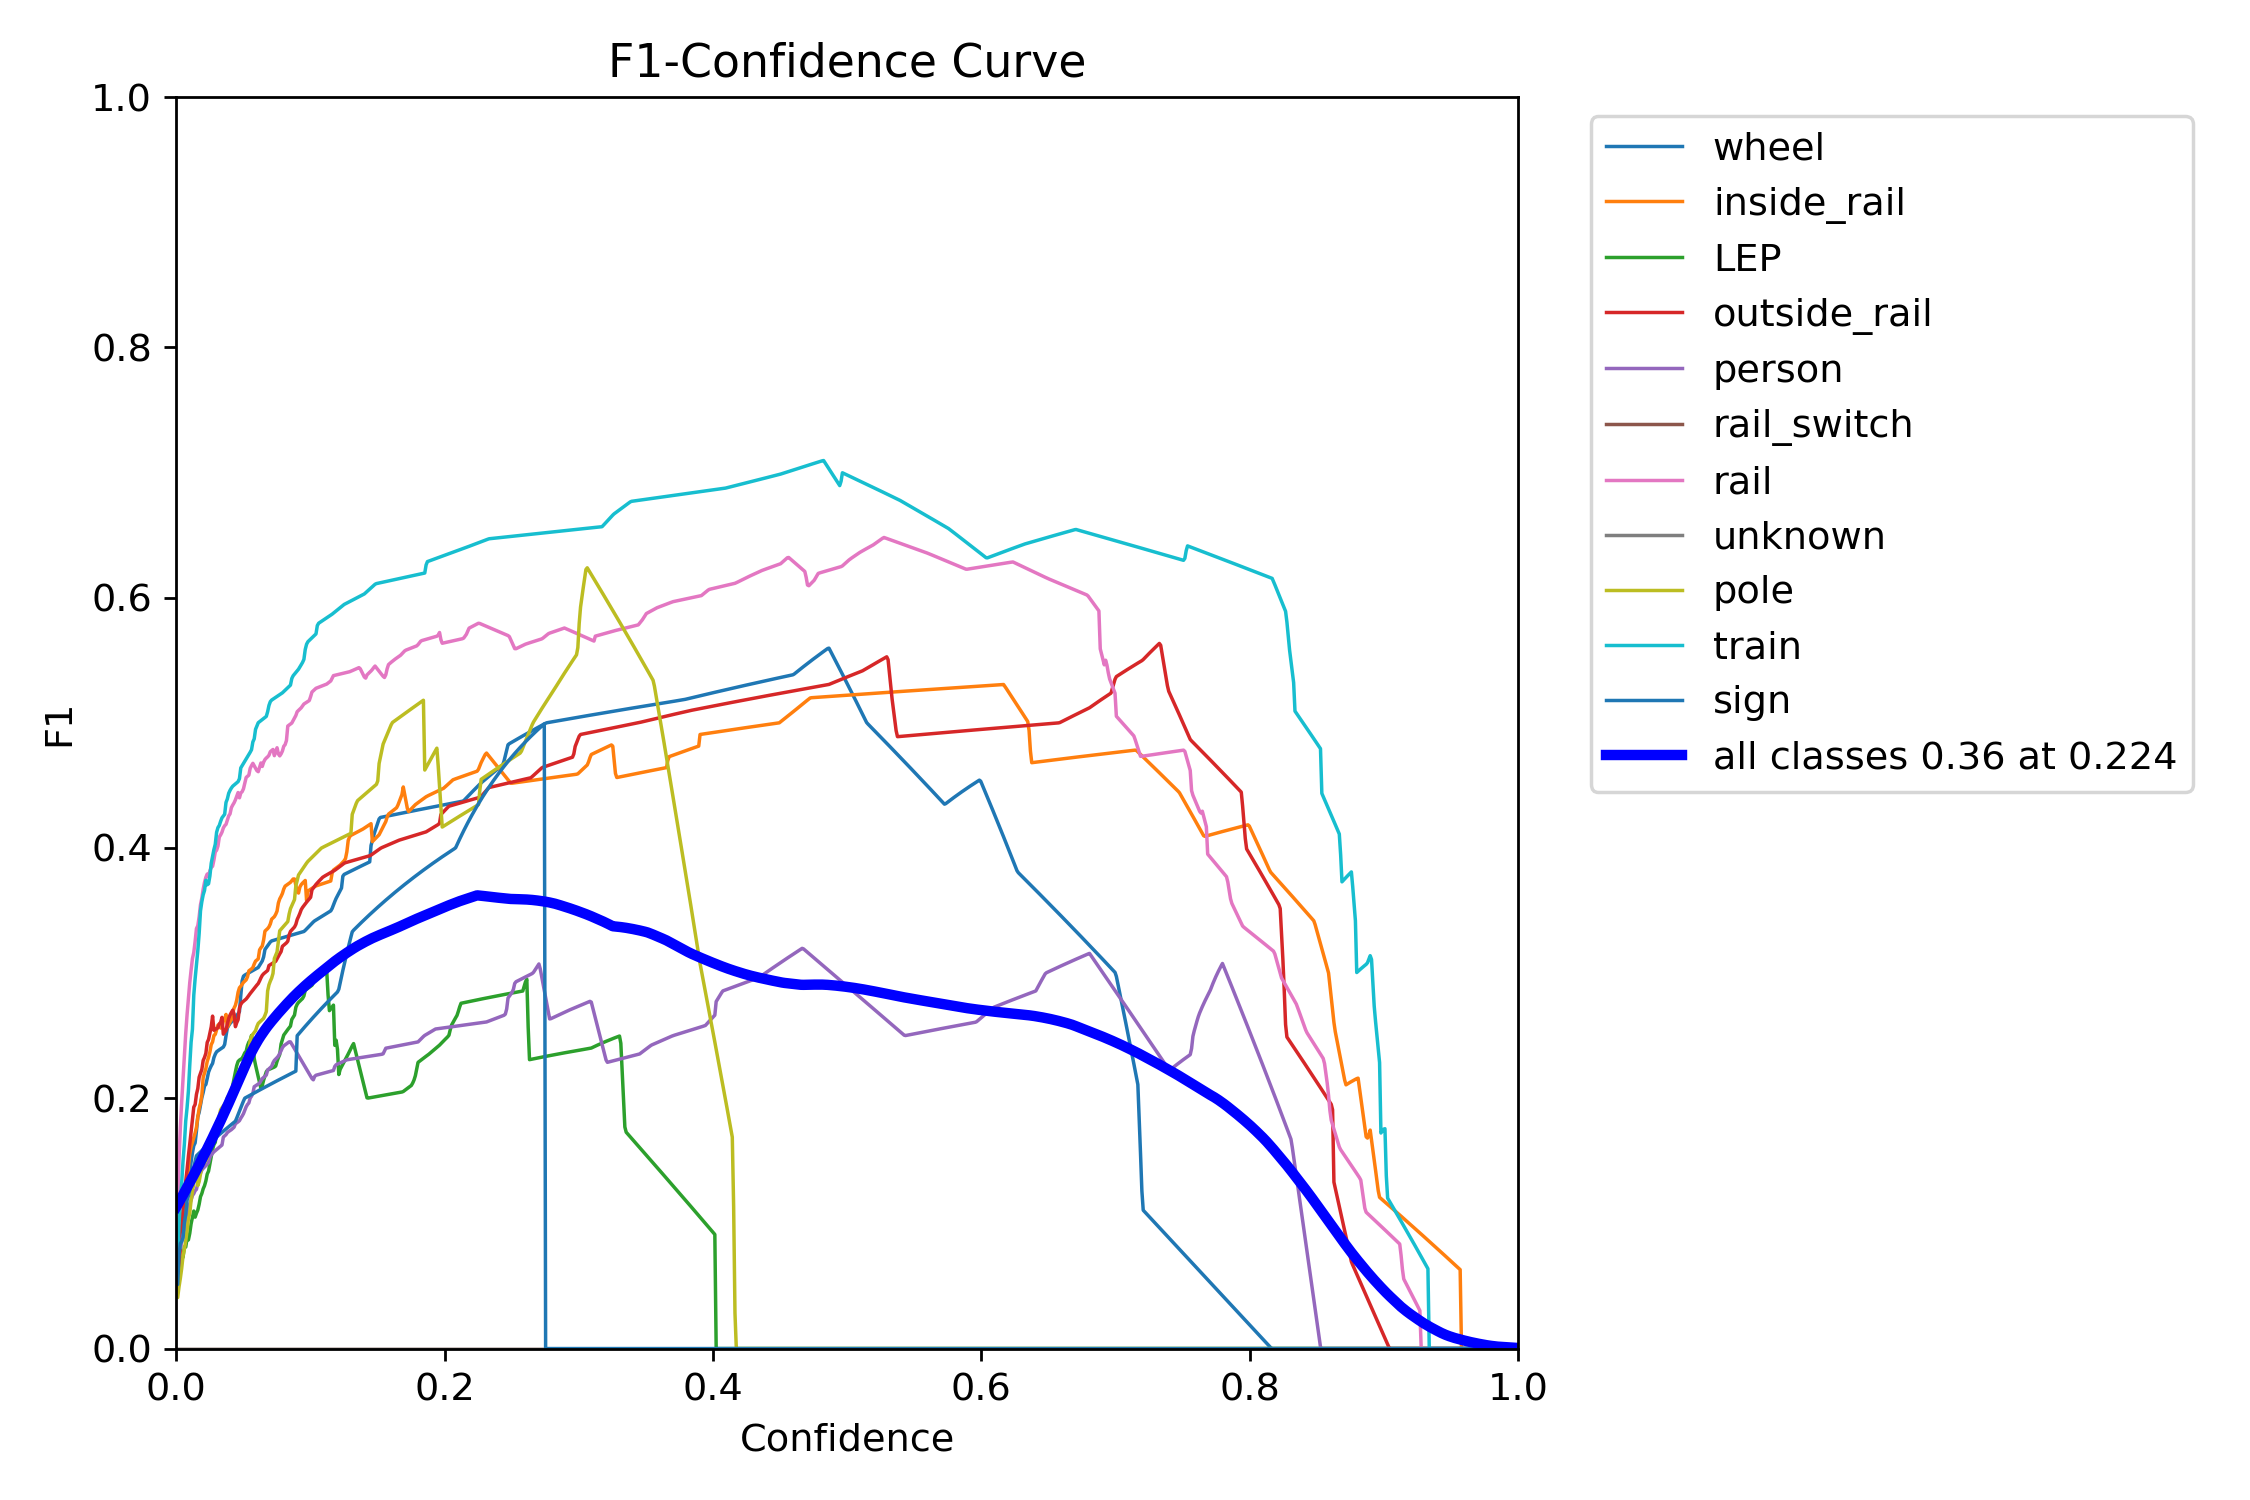 F1-Confidence Curve
1.0
0.8
0.6
0.4
0.2
0.0
F1
0.0 0.2 0.4 0.6 0.8 1.0
Confidence
wheel
inside_rail
LEP
outside_rail
person
rail_switch
rail
unknown
pole
train
sign
all classes 0.36 at 0.224